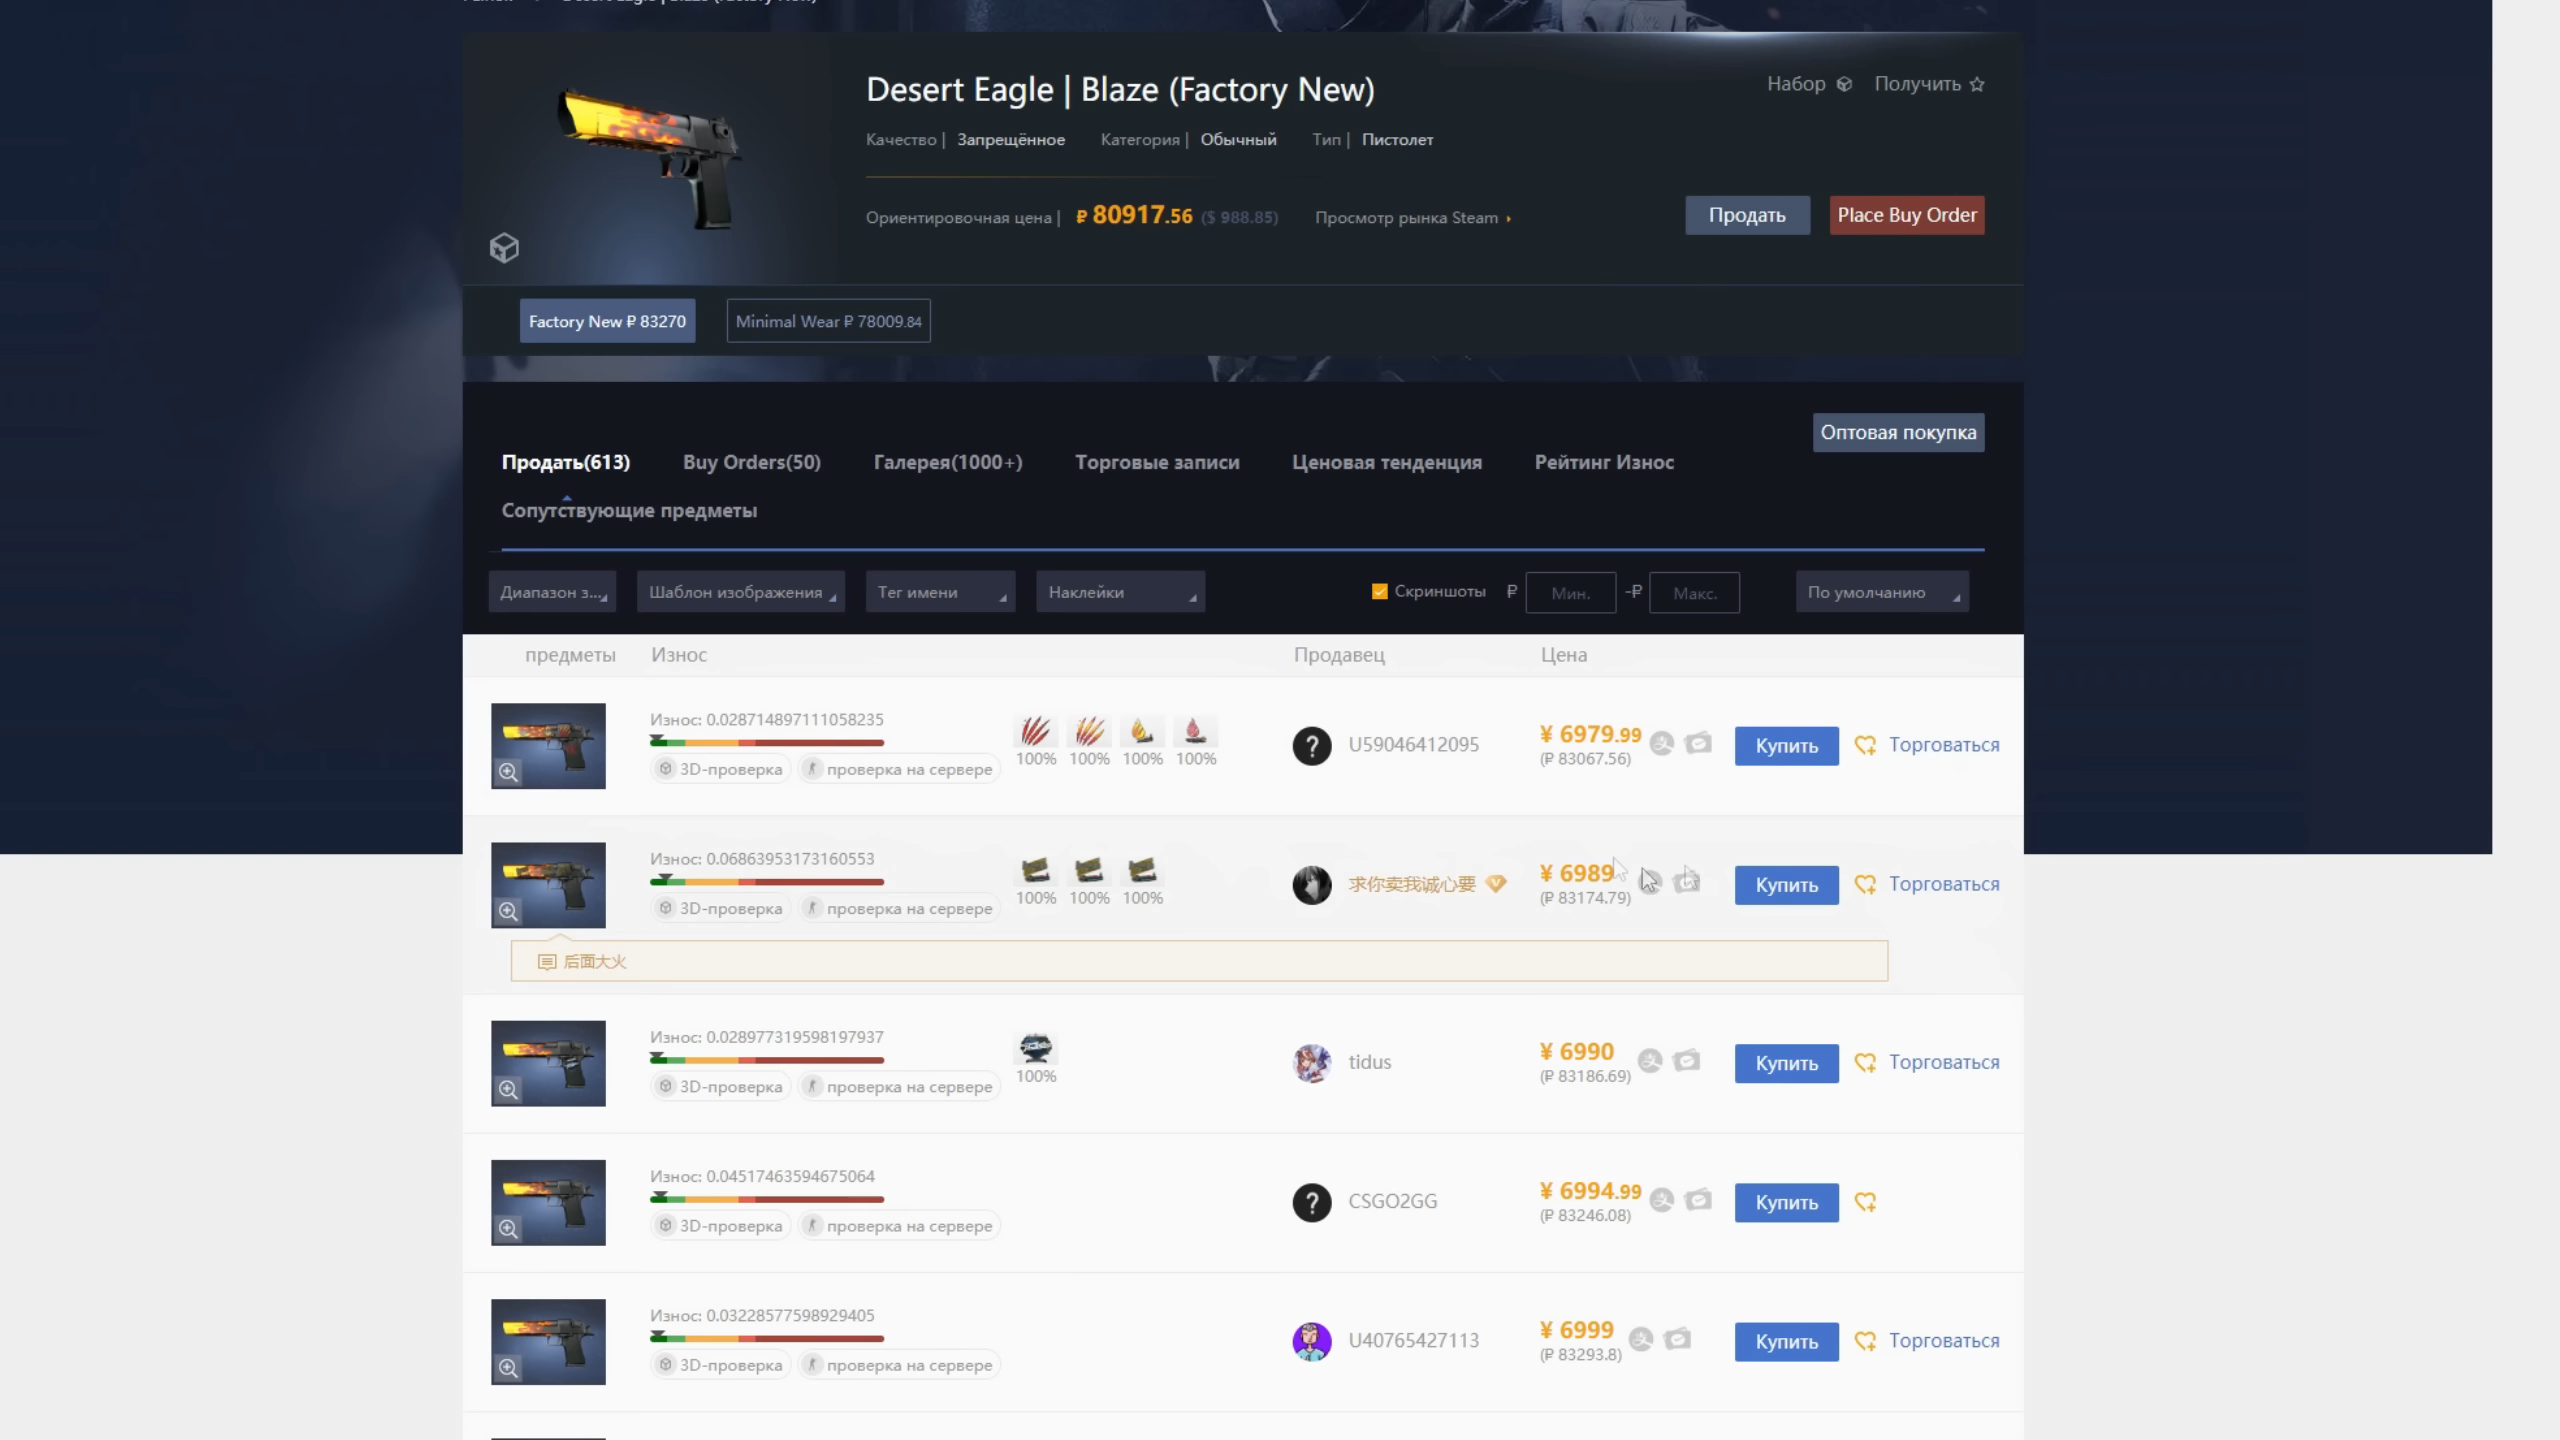 Desert Eagle | Blaze (Factory New)
Набор Получить
Качество | Запрещённое Категория | Обычный Тип | Пистолет
Ориентировочная цена | ₽ 80917.56 ($ 988.85) Просмотр рынка Steam
Продать Place Buy Order
Factory New ₽ 83270 Minimal Wear ₽ 78009.84
Оптовая покупка
Продать(613) Buy Orders(50) Галерея(1000+) Торговые записи Ценовая тенденция Рейтинг Износ
Сопутствующие предметы
Диапазон з... Шаблон изображения Тег имени Наклейки Скриншоты ₽ Мин. -₽ Макс. По умолчанию
предметы Износ Продавец Цена
Износ: 0.028714897111058235
3D-проверка проверка на сервере
100% 100% 100% 100%
U59046412095
¥ 6979.99
(₽ 83067.56)
Купить Торговаться
Износ: 0.06863953173160553
3D-проверка проверка на сервере
100% 100% 100%
求你卖我诚心要
¥ 6989
(₽ 83174.79)
Купить Торговаться
后面大火
Износ: 0.028977319598197937
3D-проверка проверка на сервере
100%
tidus
¥ 6990
(₽ 83186.69)
Купить Торговаться
Износ: 0.04517463594675064
3D-проверка проверка на сервере
CSGO2GG
¥ 6994.99
(₽ 83246.08)
Купить
Износ: 0.03228577598929405
3D-проверка проверка на сервере
U40765427113
¥ 6999
(₽ 83293.8)
Купить Торговаться